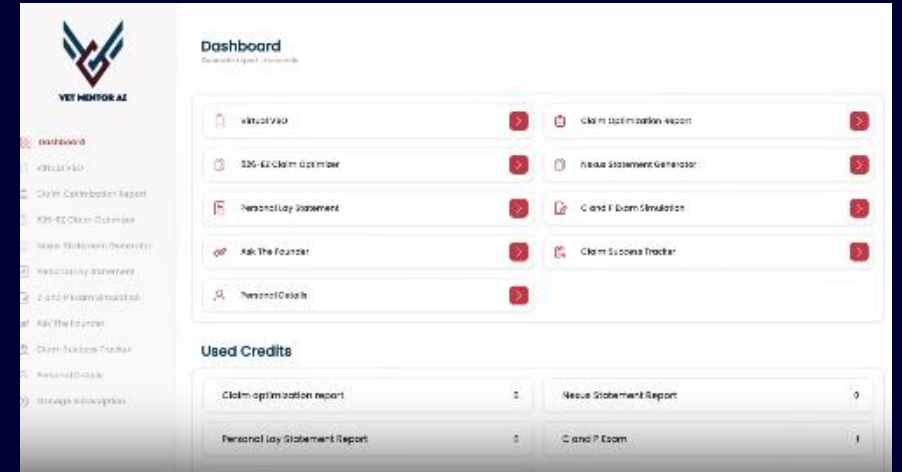 VET MENTOR AI
Dashboard
Virtual VSO
Claim Optimization Report
526-EZ Claim Optimizer
Nexus Statement Generator
Personal Lay Statement
C and P Exam Simulation
Ask The Founder
Claim Success Tracker
Personal Details
Manage Subscription
Dashboard
Virtual VSO
Claim Optimization Report
526-EZ Claim Optimizer
Nexus Statement Generator
Personal Lay Statement
C and P Exam Simulation
Ask The Founder
Claim Success Tracker
Personal Details
Used Credits
Claim optimization report
Nexus Statement Report
Personal Lay Statement Report
C and P Exam 1